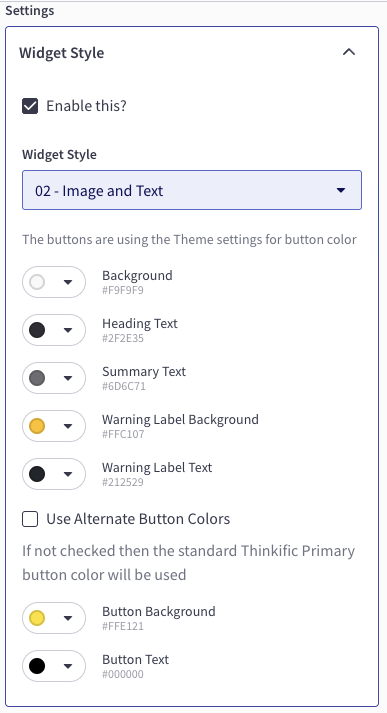 Settings
Widget Style
Enable this?
Widget Style
02 - Image and Text
The buttons are using the Theme settings for button color
Background
#F9F9F9
Heading Text
#2F2E35
Summary Text
#6D6C71
Warning Label Background
#FFC107
Warning Label Text
#212529
Use Alternate Button Colors
If not checked then the standard Thinkific Primary
button color will be used
Button Background
#FFE121
Button Text
#000000